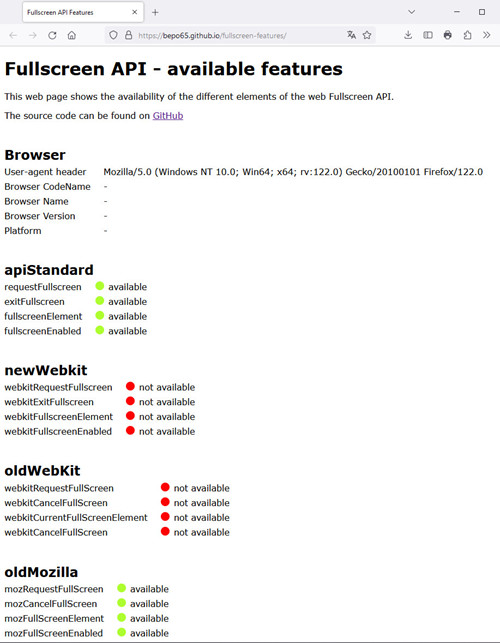 Fullscreen API Features
https://bepo65.github.io/fullscreen-features/
Fullscreen API - available features
This web page shows the availability of the different elements of the web Fullscreen API.
The source code can be found on GitHub
Browser
User-agent header Mozilla/5.0 (Windows NT 10.0; Win64; x64; rv:122.0) Gecko/20100101 Firefox/122.0
Browser CodeName -
Browser Name -
Browser Version -
Platform -
apiStandard
requestFullscreen available
exitFullscreen available
fullscreenElement available
fullscreenEnabled available
newWebkit
webkitRequestFullscreen not available
webkitExitFullscreen not available
webkitFullscreenElement not available
webkitFullscreenEnabled not available
oldWebKit
webkitRequestFullScreen not available
webkitCancelFullScreen not available
webkitCurrentFullScreenElement not available
webkitCancelFullScreen not available
oldMozilla
mozRequestFullScreen available
mozCancelFullScreen available
mozFullScreenElement available
mozFullScreenEnabled available